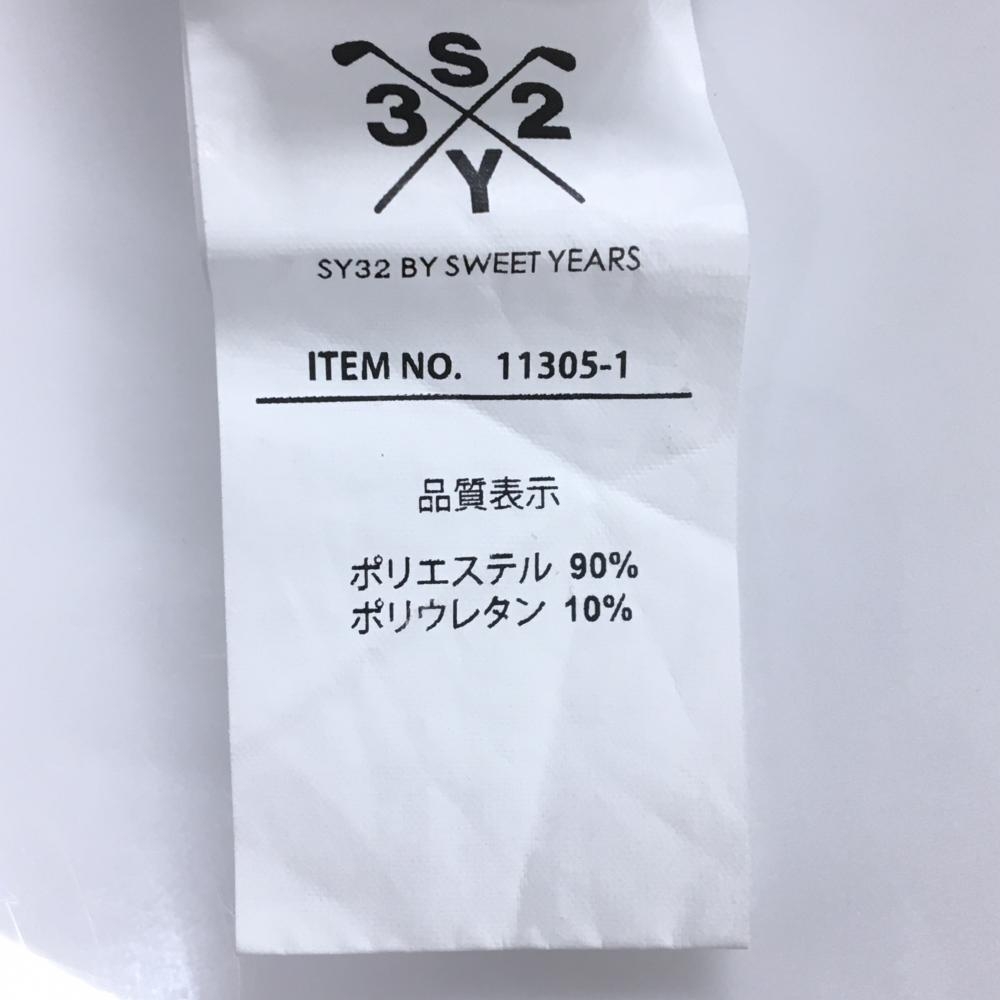 S
3 2
Y
SY32 BY SWEET YEARS
ITEM NO. 11305-1
品質表示
ポリエステル 90%
ポリウレタン 10%